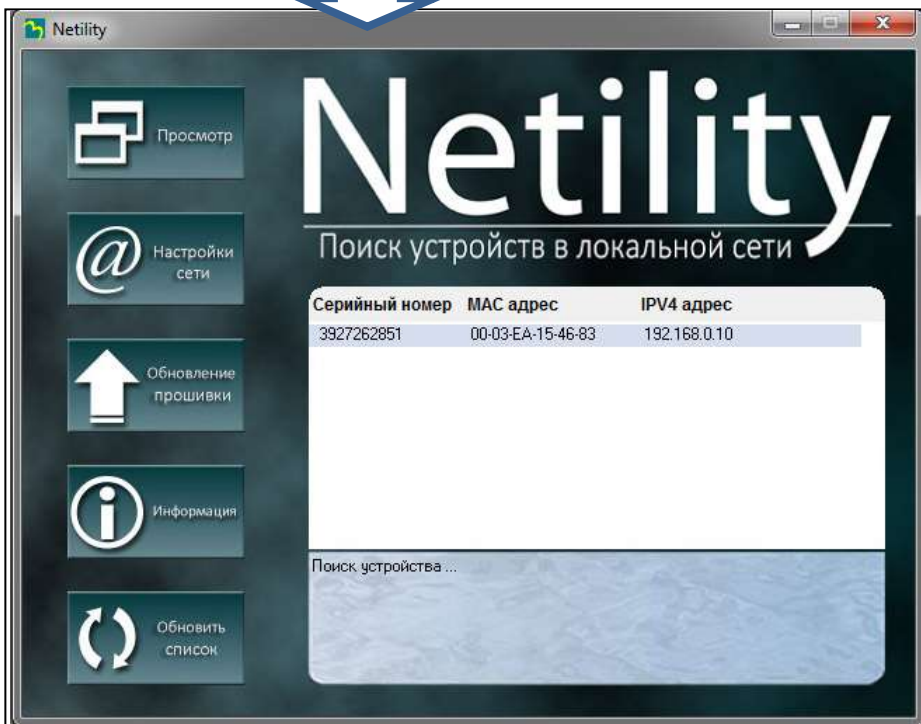 Netility
Просмотр
Настройки
сети
Обновление
прошивки
Информация
Обновить
список
Netility
Поиск устройств в локальной сети
Серийный номер MAC адрес IPV4 адрес
3927262851 00-03-EA-15-46-83 192.168.0.10
Поиск устройства ...